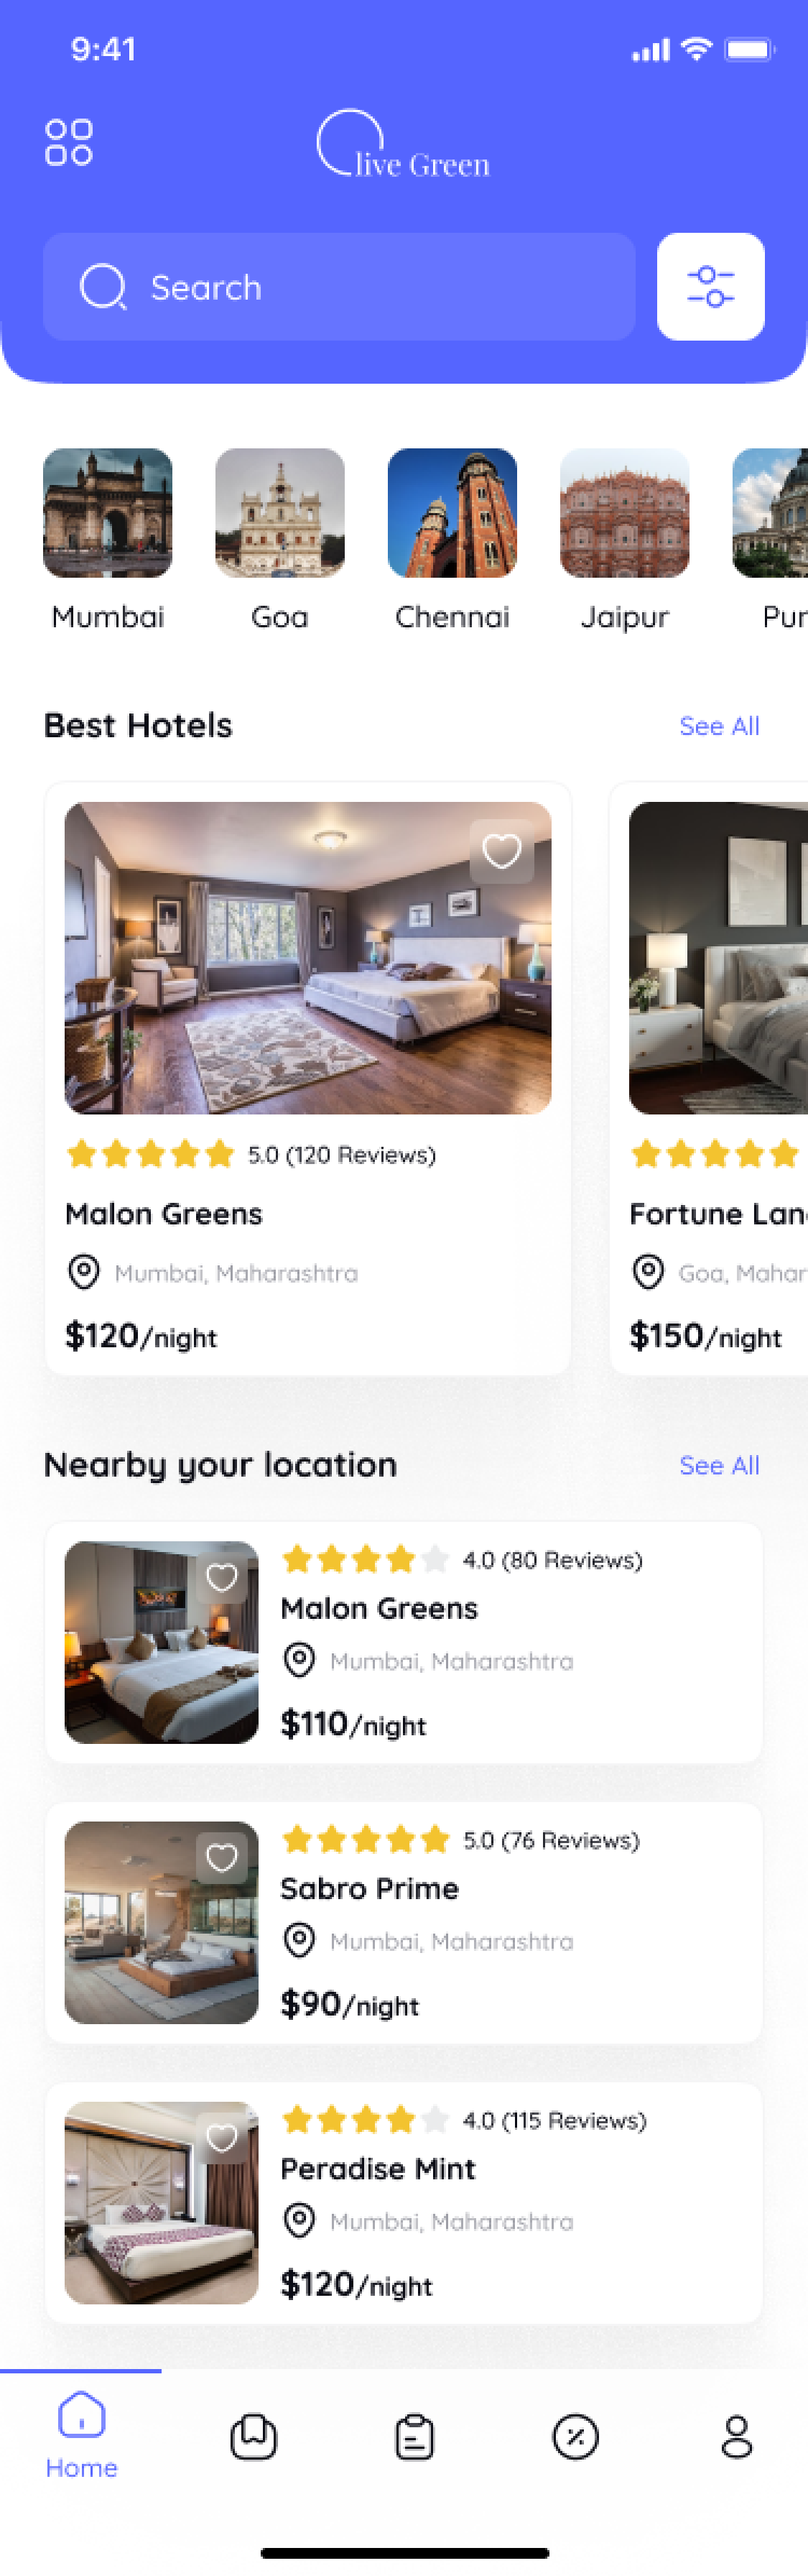 9:41
Olive Green
Search
Mumbai
Goa
Chennai
Jaipur
Pur
Best Hotels
See All
5.0 (120 Reviews)
Malon Greens
Mumbai, Maharashtra
$120/night
Fortune Lan
Goa, Mahar
$150/night
Nearby your location
See All
4.0 (80 Reviews)
Malon Greens
Mumbai, Maharashtra
$110/night
5.0 (76 Reviews)
Sabro Prime
Mumbai, Maharashtra
$90/night
4.0 (115 Reviews)
Peradise Mint
Mumbai, Maharashtra
$120/night
Home